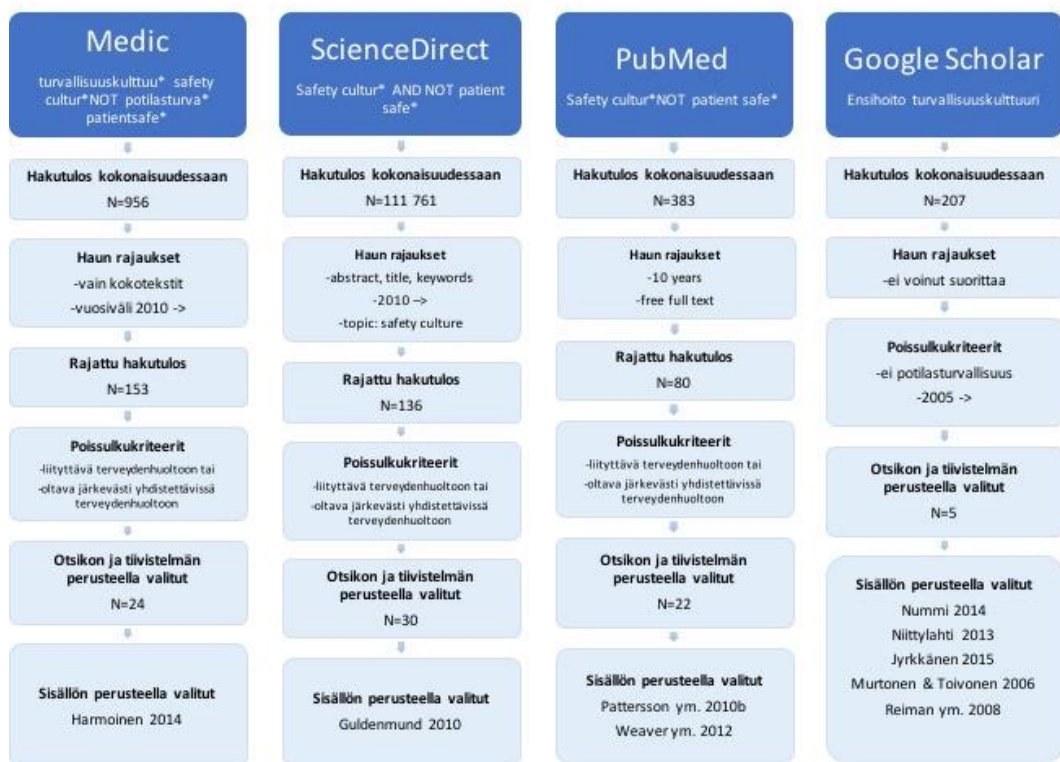 Medic
turvallisuuskulttuu* safety
cultur*NOT potilasturva*
patientsafe*
Hakutulos kokonaisuudessaan
N=956
Haun rajaukset
-vain kokotekstit
-vuosiväli 2010 ->
Rajattu hakutulos
N=153
Poissulkukriteerit
-liityttävä terveydenhuoltoon tai
-oltava järkevästi yhdistettävissä
terveydenhuoltoon
Otsikon ja tiivistelmän
perusteella valitut
N=24
Sisällön perusteella valitut
Harmoinen 2014
ScienceDirect
Safety cultur* AND NOT patient
safe*
Hakutulos kokonaisuudessaan
N=111 761
Haun rajaukset
-abstract, title, keywords
-2010 –>
-topic: safety culture
Rajattu hakutulos
N=136
Poissulkukriteerit
-liityttävä terveydenhuoltoon tai
-oltava järkevästi yhdistettävissä
terveydenhuoltoon
Otsikon ja tiivistelmän
perusteella valitut
N=30
Sisällön perusteella valitut
Guldenmund 2010
PubMed
Safety cultur*NOT patient safe*
Hakutulos kokonaisuudessaan
N=383
Haun rajaukset
-10 years
-free full text
Rajattu hakutulos
N=80
Poissulkukriteerit
-liityttävä terveydenhuoltoon tai
-oltava järkevästi yhdistettävissä
terveydenhuoltoon
Otsikon ja tiivistelmän
perusteella valitut
N=22
Sisällön perusteella valitut
Pattersson ym. 2010b
Weaver ym. 2012
Google Scholar
Ensihoito turvallisuuskulttuuri
Hakutulos kokonaisuudessaan
N=207
Haun rajaukset
-ei voinut suorittaa
Poissulkukriteerit
-ei potilasturvallisuus
-2005 ->
Otsikon ja tiivistelmän
perusteella valitut
N=5
Sisällön perusteella valitut
Nummi 2014
Niittylahti 2013
Jyrkkänen 2015
Murtonen & Toivonen 2006
Reiman ym. 2008